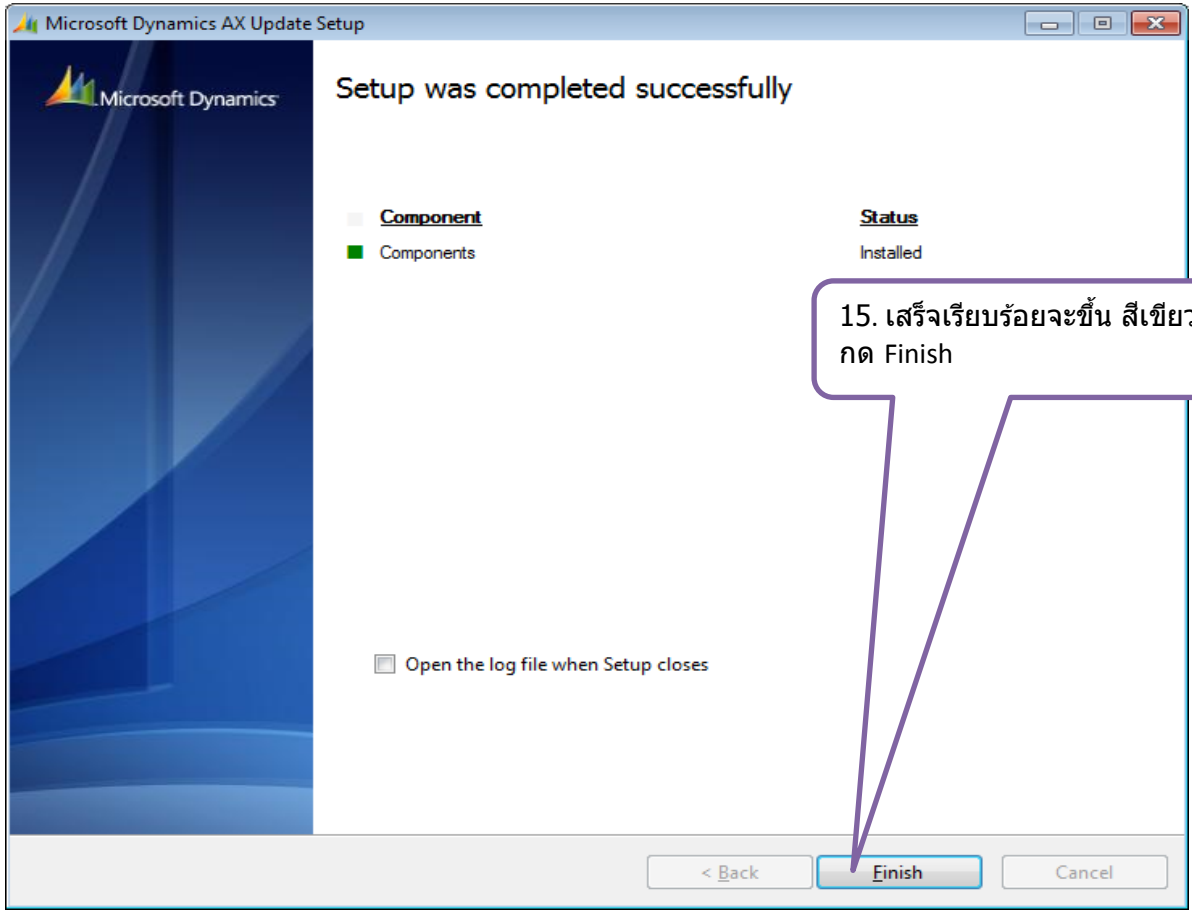 Microsoft Dynamics AX Update Setup
Microsoft Dynamics
Setup was completed successfully
Component Status
Components Installed
15. เสร็จเรียบร้อยจะขึ้น สีเขียว
กด Finish
Open the log file when Setup closes
< Back Finish Cancel